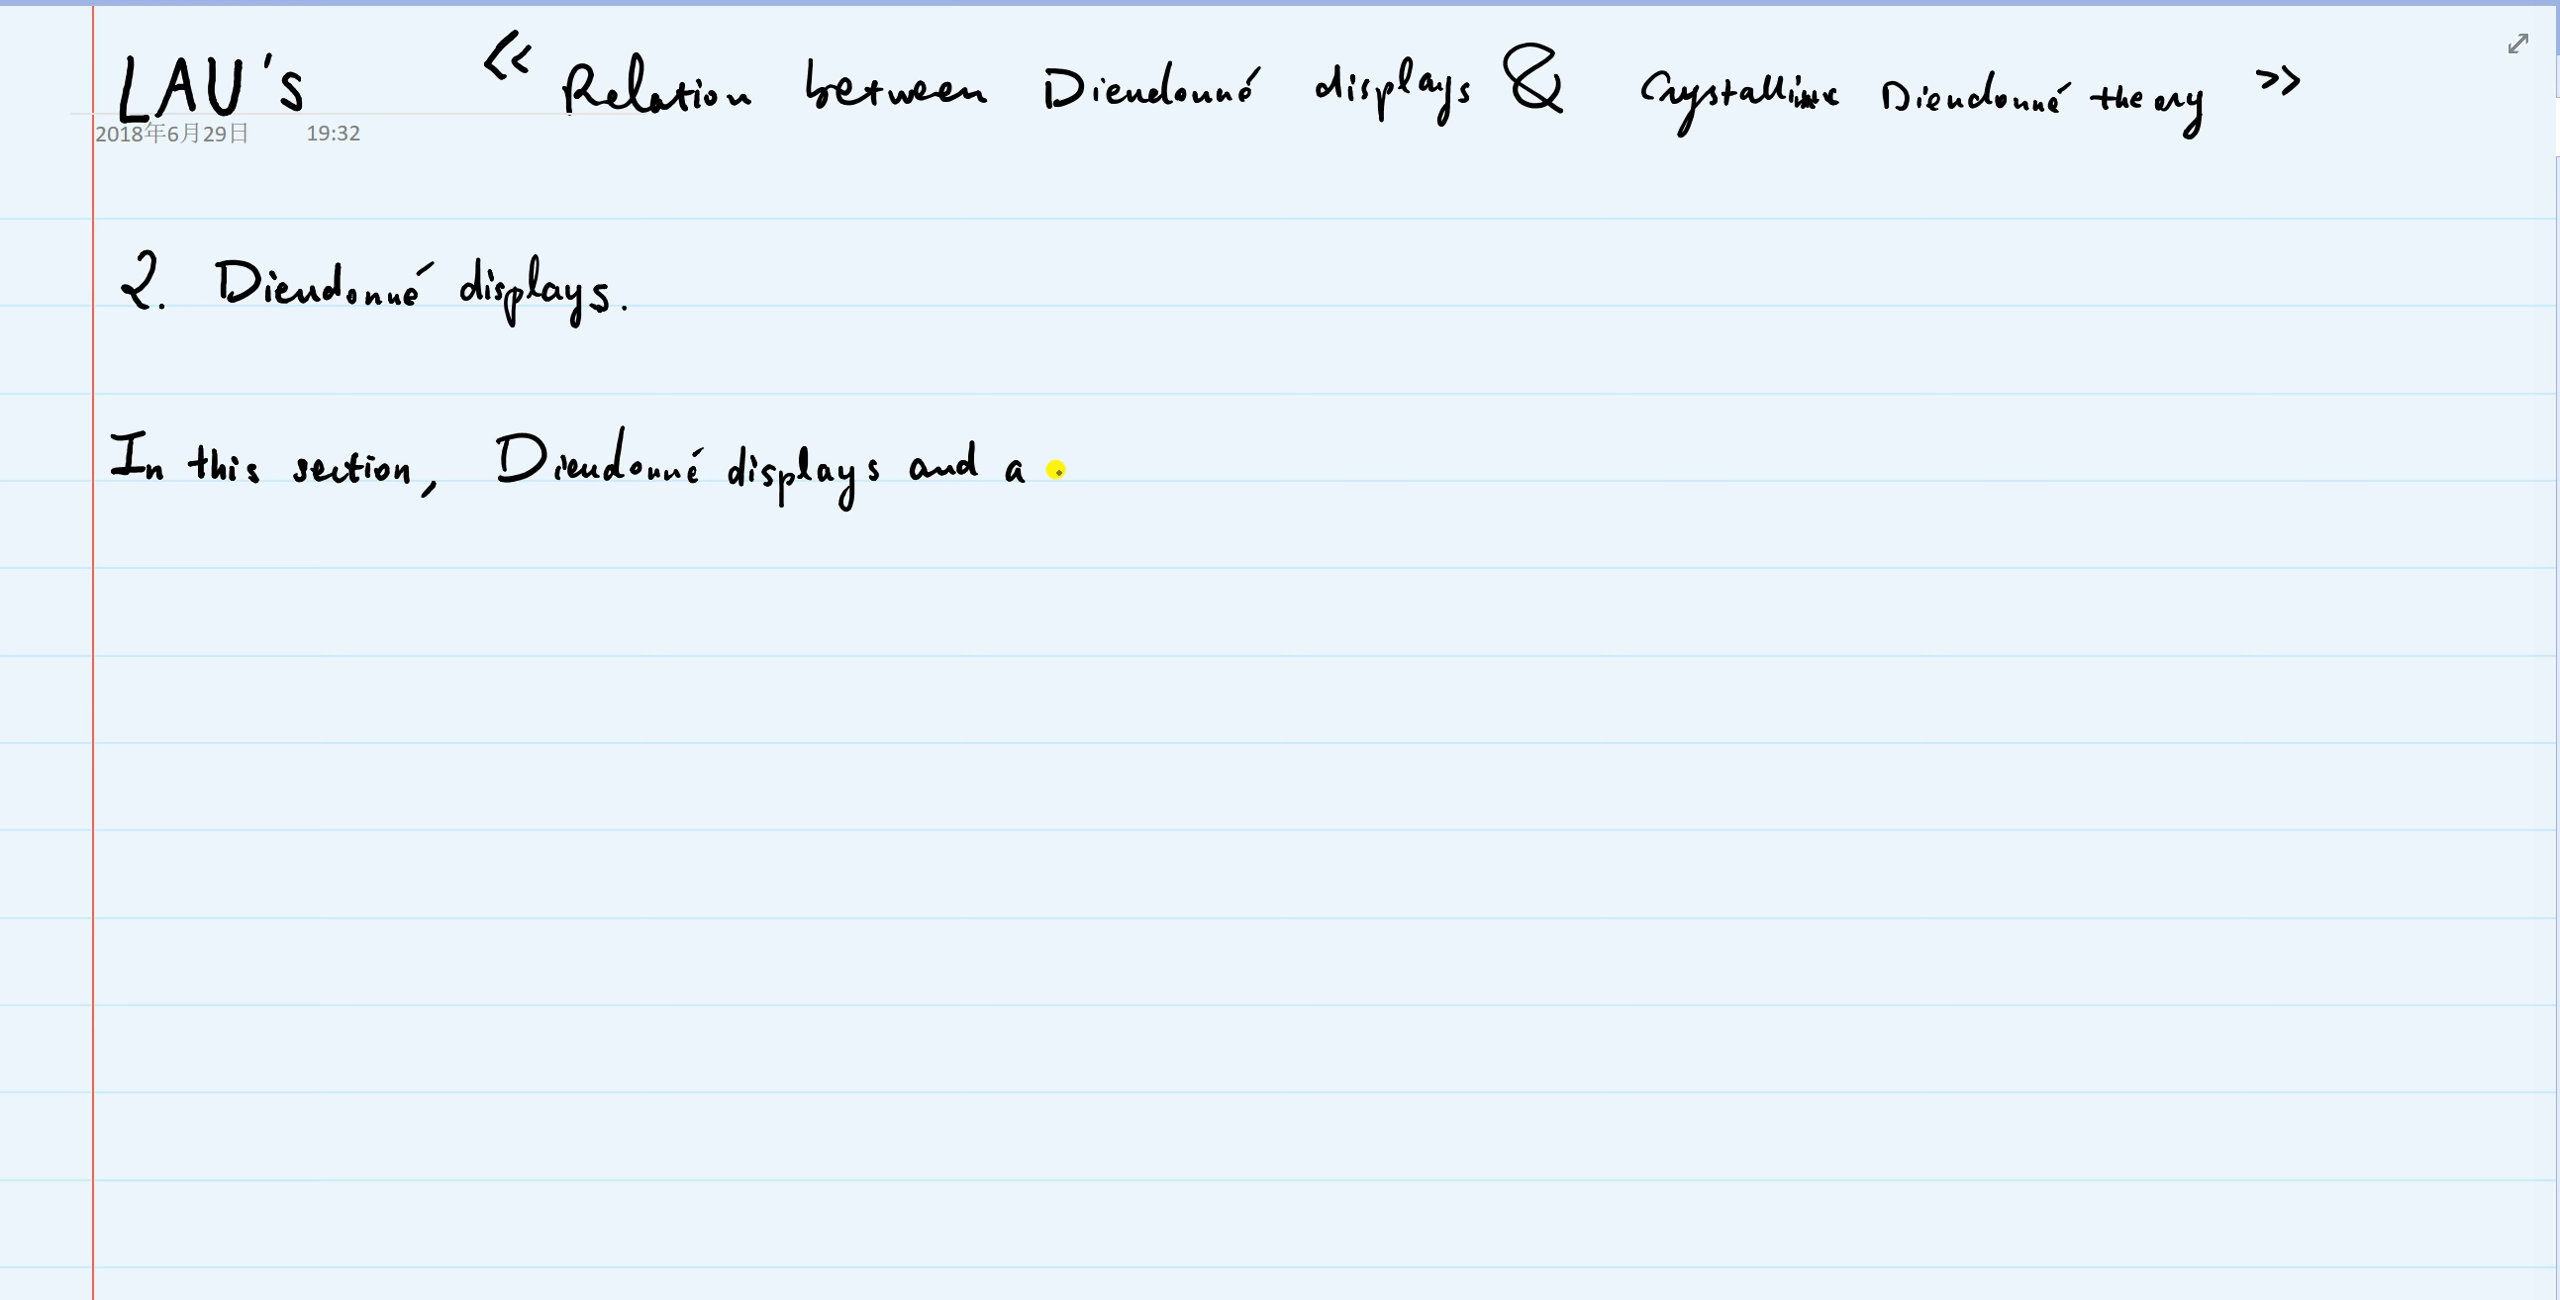 LAU's « Relation between Dieudonné displays & Crystalline Dieudonné theory »
2018年6月29日 19:32
2. Dieudonné displays.
In this section, Dieudonné displays and a